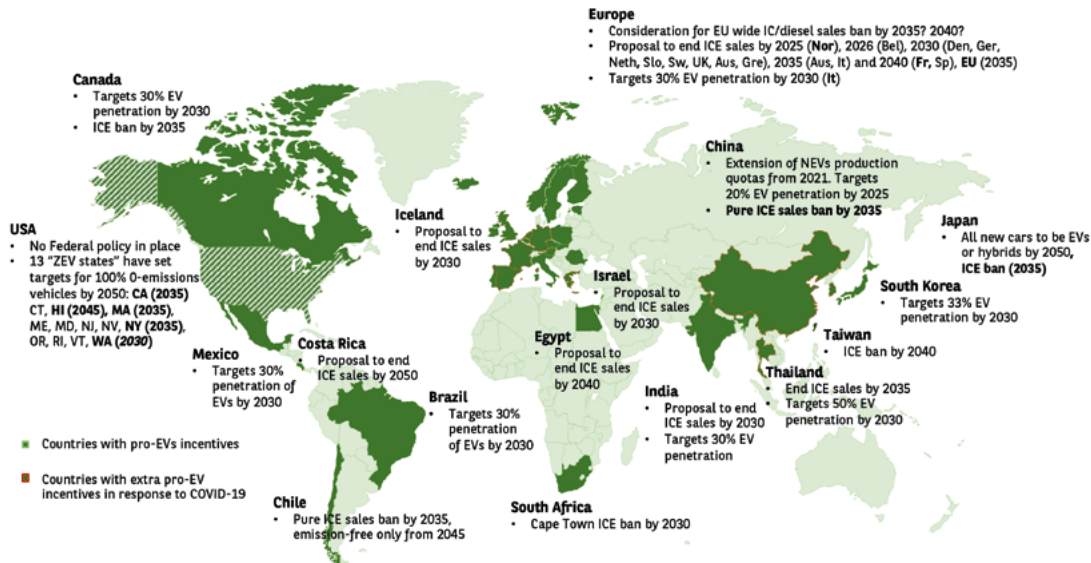 Europe
• Consideration for EU wide IC/diesel sales ban by 2035? 2040?
• Proposal to end ICE sales by 2025 (Nor), 2026 (Bel), 2030 (Den, Ger,
Neth, Slo, Sw, UK, Aus, Gre), 2035 (Aus, It) and 2040 (Fr, Sp), EU (2035)
• Targets 30% EV penetration by 2030 (It)
Canada
• Targets 30% EV
penetration by 2030
• ICE ban by 2035
China
• Extension of NEVs production
quotas from 2021. Targets
20% EV penetration by 2025
• Pure ICE sales ban by 2035
USA
• No Federal policy in place
• 13 "ZEV states" have set
targets for 100% 0-emissions
vehicles by 2050: CA (2035)
CT, HI (2045), MA (2035),
ME, MD, NJ, NV, NY (2035),
OR, RI, VT, WA (2030)
Iceland
• Proposal to
end ICE sales
2030
Japan
• All new cars to be EVs
or hybrids by 2050,
ICE ban (2035)
Israel
• Proposal to
end ICE sales
by 2030
South Korea
• Targets 33% EV
penetration by 2030
Egypt
• Proposal to
end ICE sales
by 2040
Taiwan
• ICE ban by 2040
Mexico
• Targets 30%
penetration of
EVs by 2030
Costa Rica
• Proposal to end
ICE sales by 2050
Thailand
• End ICE sales by 2035
• Targets 50% EV
penetration by 2030
Brazil
• Targets 30%
penetration
of EVs by 2030
India
• Proposal to end
ICE sales by 2030
• Targets 30% EV
penetration
Countries with pro-EVs incentives
Countries with extra pro-EV
incentives in response to COVID-19
Chile
• Pure ICE sales ban by 2035,
emission-free only from 2045
South Africa
• Cape Town ICE ban by 2030